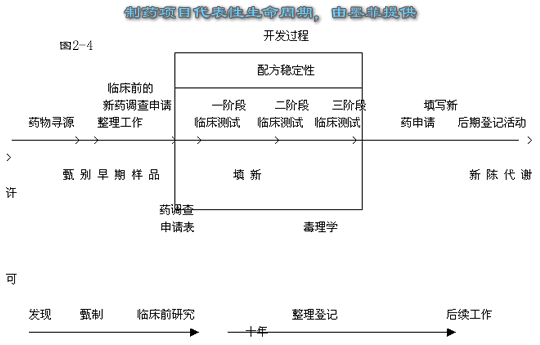 制药项目代表性生命周期，由墨菲提供
开发过程
图2-4
配方稳定性
临床前的
新药调查申请 一阶段 二阶段 三阶段 填写新
药物寻源 整理工作 临床测试 临床测试 临床测试 药申请 后期登记活动
甄别早期样品 填新 新陈代谢
许
药调查
申请表 毒理学
可
发现 甄制 临床前研究 整理登记 后续工作
十年